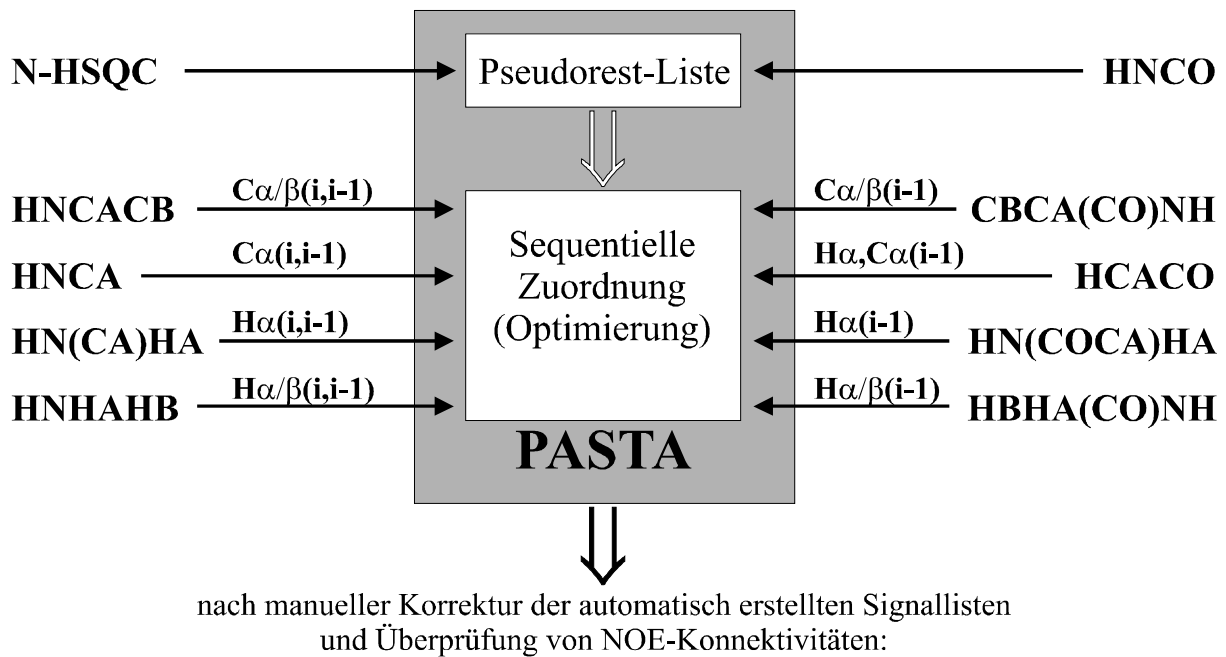 N-HSQC
Pseudorest-Liste
HNCO
HNCACB
Cα/β(i,i-1)
Cα/β(i-1)
CBCA(CO)NH
HNCA
Cα(i,i-1)
Sequentielle
Zuordnung
(Optimierung)
Hα,Cα(i-1)
HCACO
HN(CA)HA
Hα(i,i-1)
Hα(i-1)
HN(COCA)HA
HNHAHB
Hα/β(i,i-1)
Hα/β(i-1)
HBHA(CO)NH
PASTA
nach manueller Korrektur der automatisch erstellten Signallisten
und Überprüfung von NOE-Konnektivitäten: